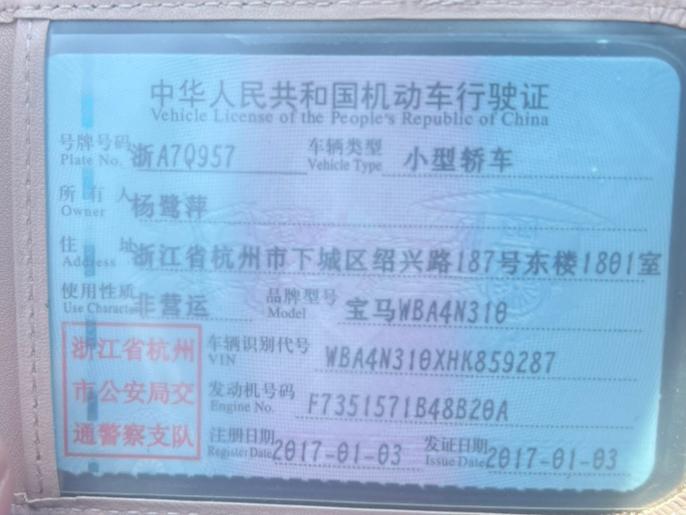 中华人民共和国机动车行驶证
Vehicle License of the People's Republic of China
号牌号码 Plate No. 浙A7Q957 车辆类型 Vehicle Type 小型轿车
所有人 Owner 杨鹭萍
住址 Address 浙江省杭州市下城区绍兴路187号东楼1801室
使用性质 Use Character 非营运 品牌型号 Model 宝马WBA4N310
浙江省杭州市公安局交通警察支队
车辆识别代号 VIN WBA4N310XHK859287
发动机号码 Engine No. F7351571B48B20A
注册日期 Register Date 2017-01-03 发证日期 Issue Date 2017-01-03